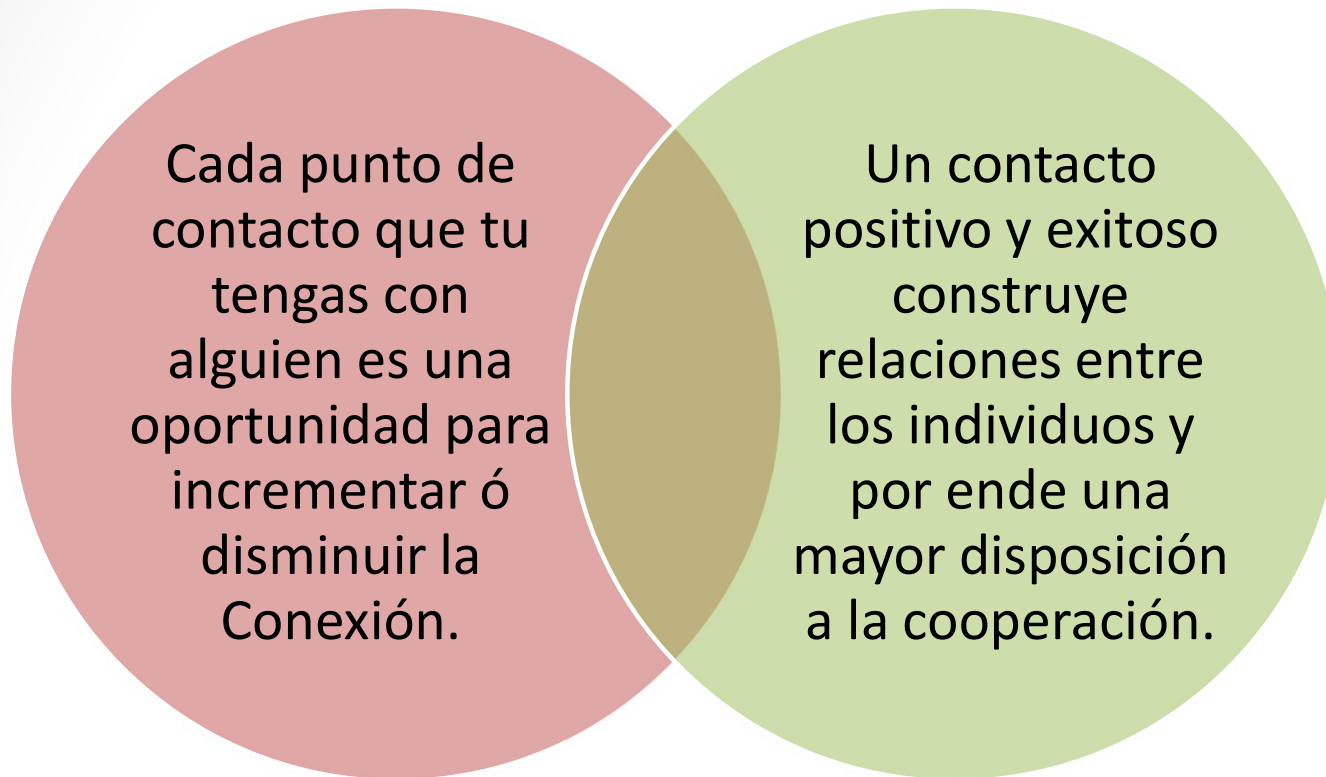 Cada punto de
contacto que tu
tengas con
alguien es una
oportunidad para
incrementar ó
disminuir la
Conexión.
Un contacto
positivo y exitoso
construye
relaciones entre
los individuos y
por ende una
mayor disposición
a la cooperación.